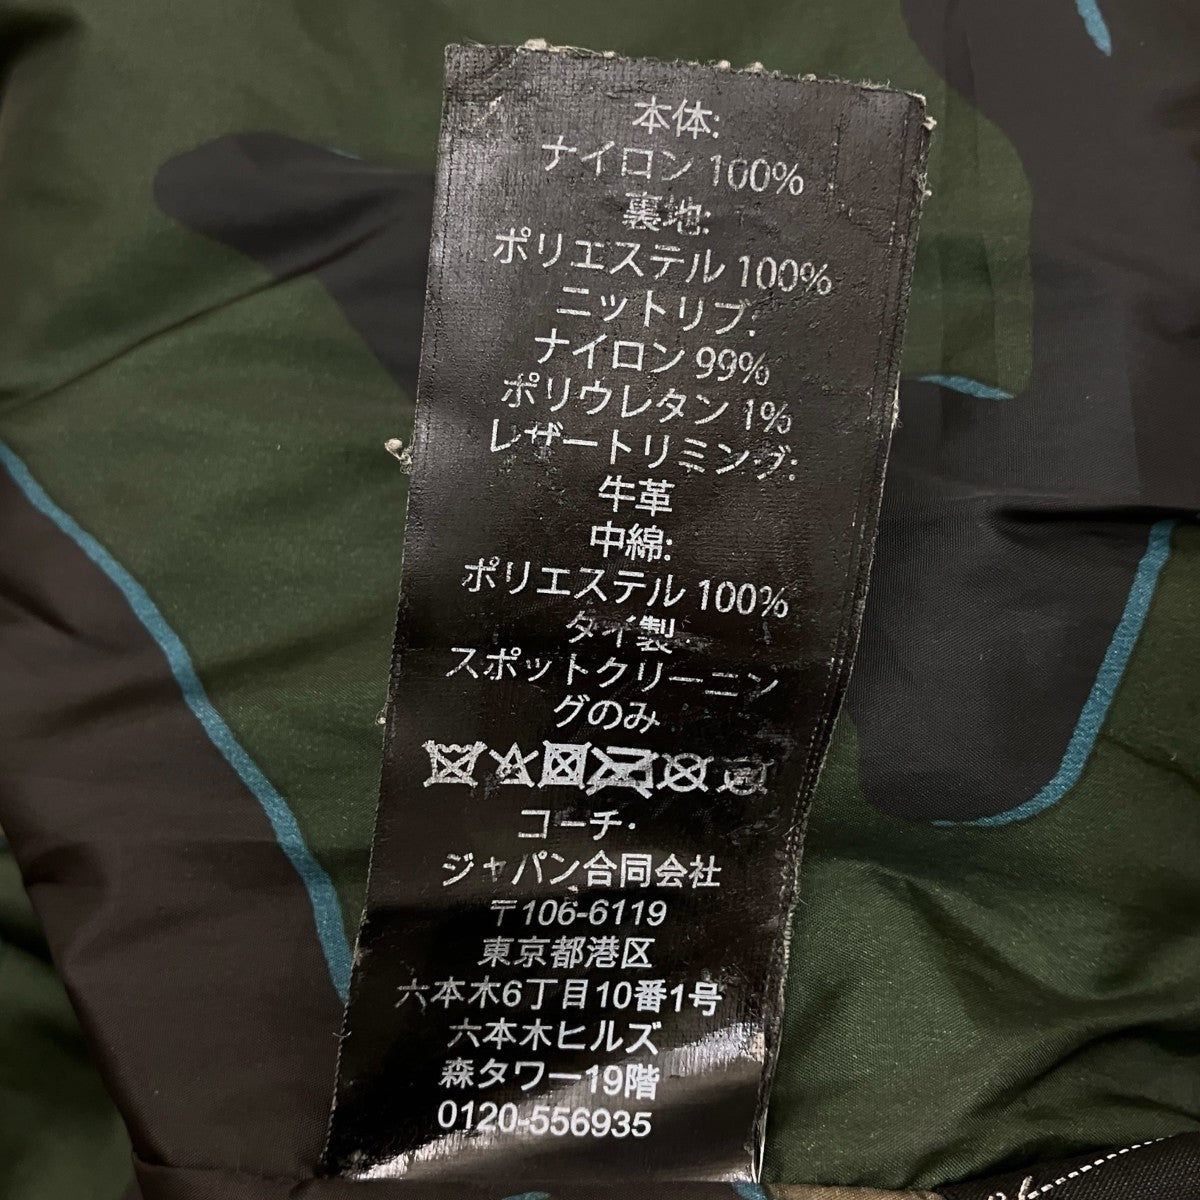 本体:
ナイロン 100%
裏地:
ポリエステル 100%
ニットリブ:
ナイロン 99%
ポリウレタン 1%
レザートリミング:
牛革
中綿:
ポリエステル 100%
タイ製
スポットクリーニン
グのみ
コーチ・
ジャパン合同会社
〒106-6119
東京都港区
六本木6丁目10番1号
六本木ヒルズ
森タワー19階
0120-556935